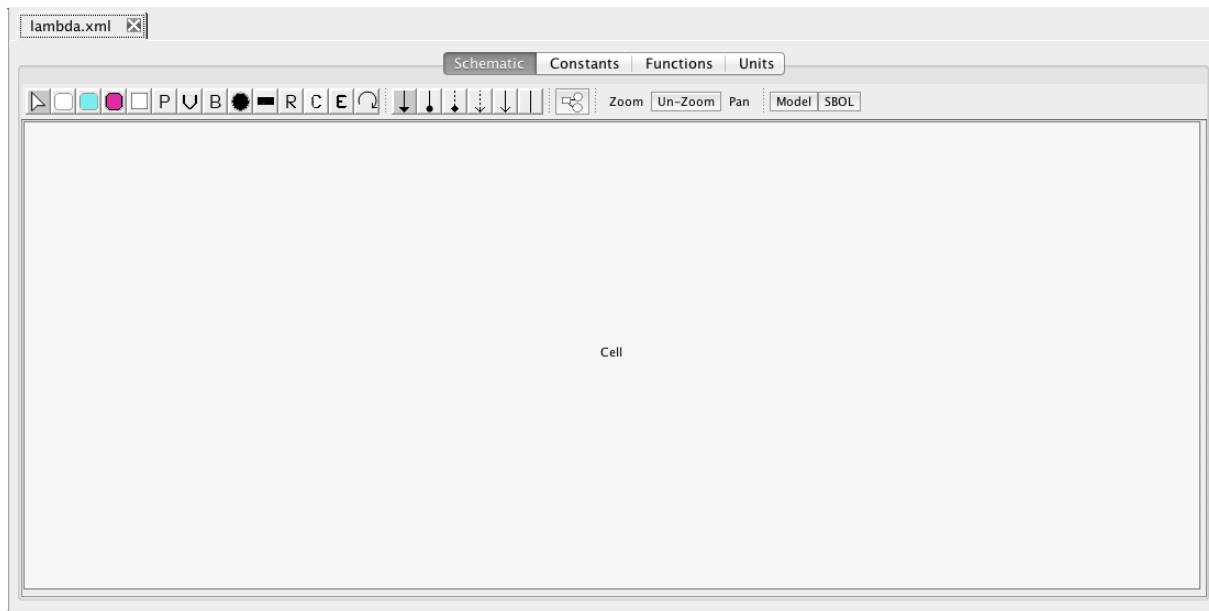 lambda.xml
Schematic Constants Functions Units
P V B R C E Zoom Un-Zoom Pan Model SBOL
Cell